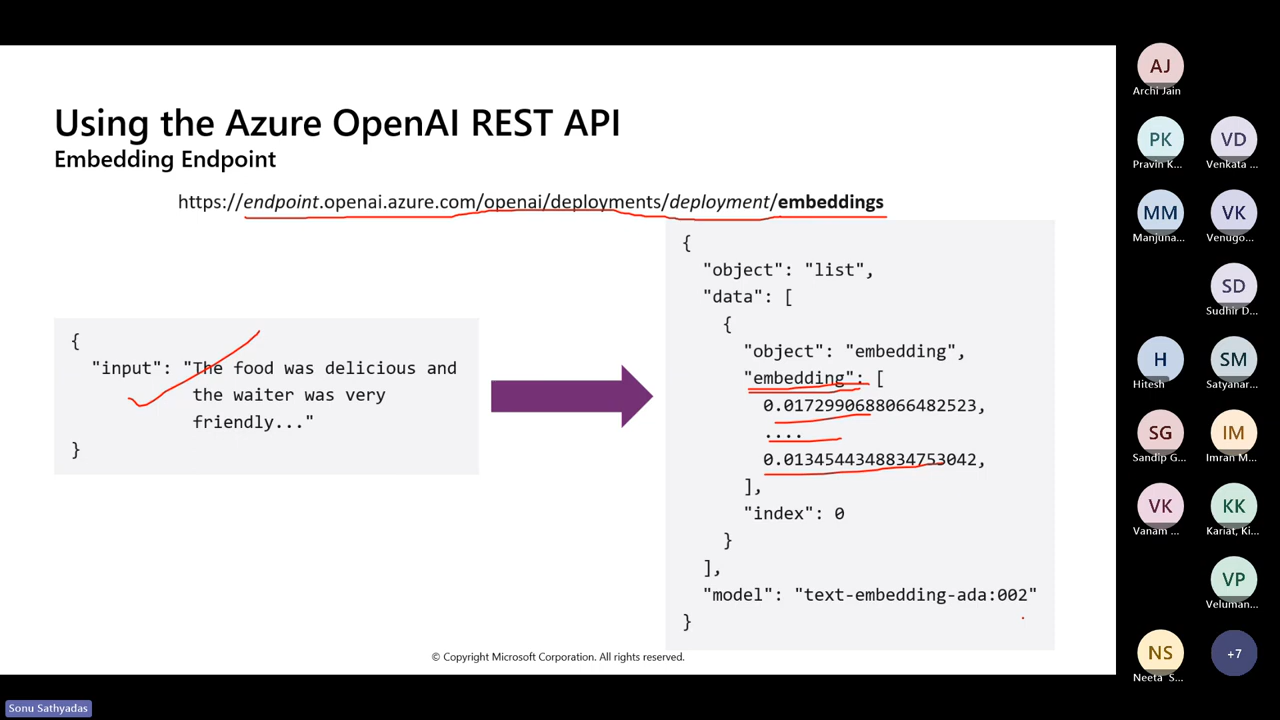 Using the Azure OpenAI REST API
Embedding Endpoint
https://endpoint.openai.azure.com/openai/deployments/deployment/embeddings
{
"input": "The food was delicious and
the waiter was very
friendly..."
}
{
"object": "list",
"data": [
{
"object": "embedding",
"embedding": [
0.0172990688066482523,
....
0.0134544348834753042,
],
"index": 0
}
],
"model": "text-embedding-ada:002"
}
© Copyright Microsoft Corporation. All rights reserved.
AJ
Archi Jain
PK
Pravin K...
VD
Venkata ...
MM
Manjuna...
VK
Venugo...
SD
Sudhir D...
H
Hitesh
SM
Satyanar...
SG
Sandip G...
IM
Imran M...
VK
Vanam ...
KK
Kariat, Ki...
VP
Veluman...
NS
Neeta S...
+7
Sonu Sathyadas